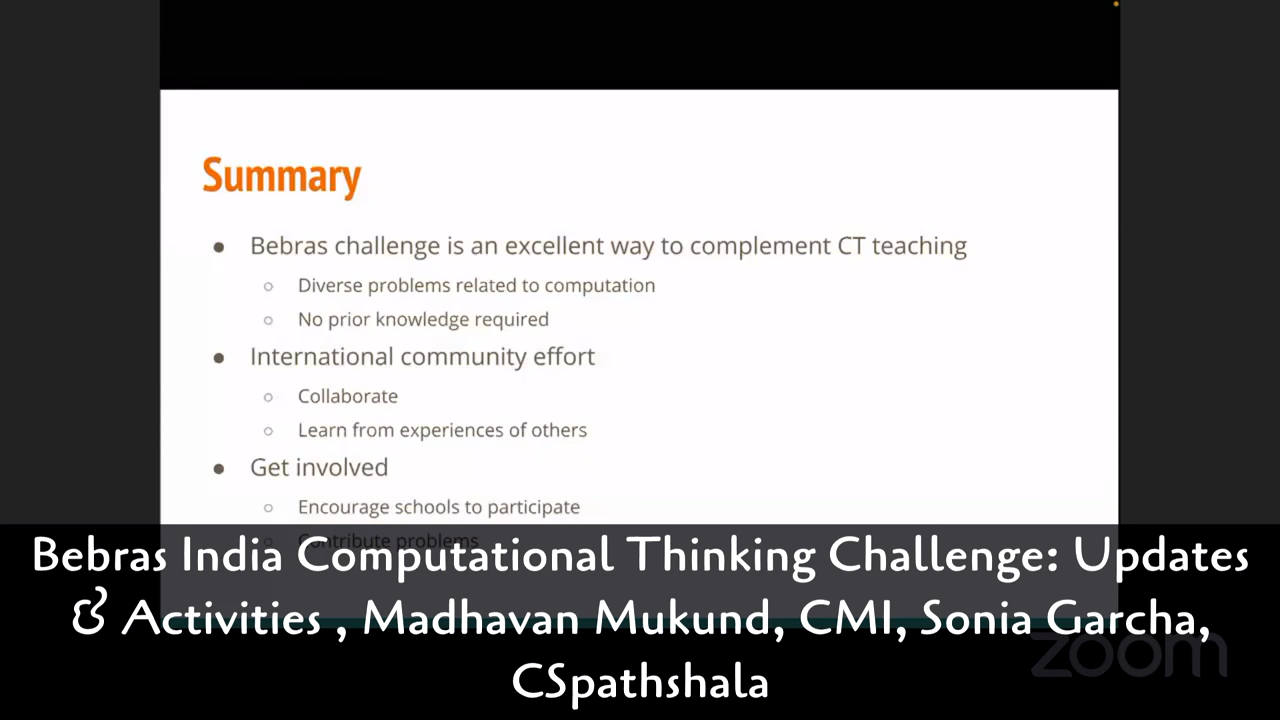 Summary
● Bebras challenge is an excellent way to complement CT teaching
○ Diverse problems related to computation
○ No prior knowledge required
● International community effort
○ Collaborate
○ Learn from experiences of others
● Get involved
○ Encourage schools to participate
○ Contribute problems
Bebras India Computational Thinking Challenge: Updates
& Activities , Madhavan Mukund, CMI, Sonia Garcha,
CSpathshala
zoom